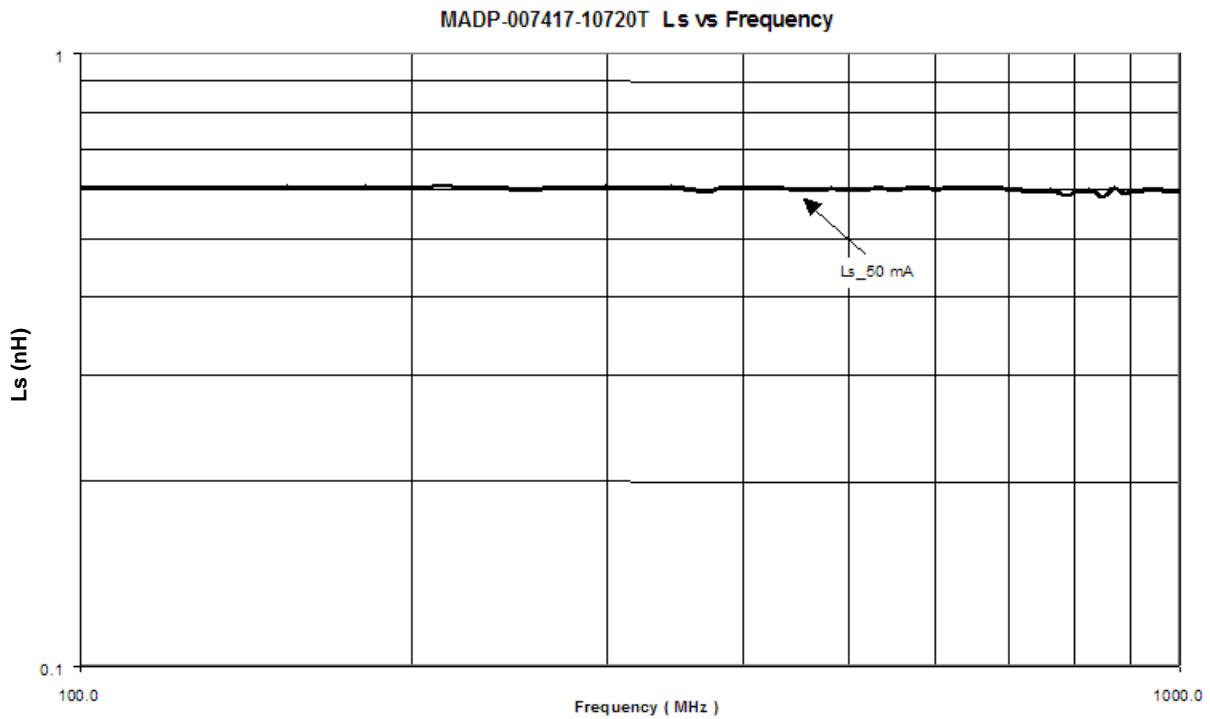 MADP-007417-10720T Ls vs Frequency
1
Ls_50 mA
Ls (nH)
0.1
100.0
1000.0
Frequency ( MHz )